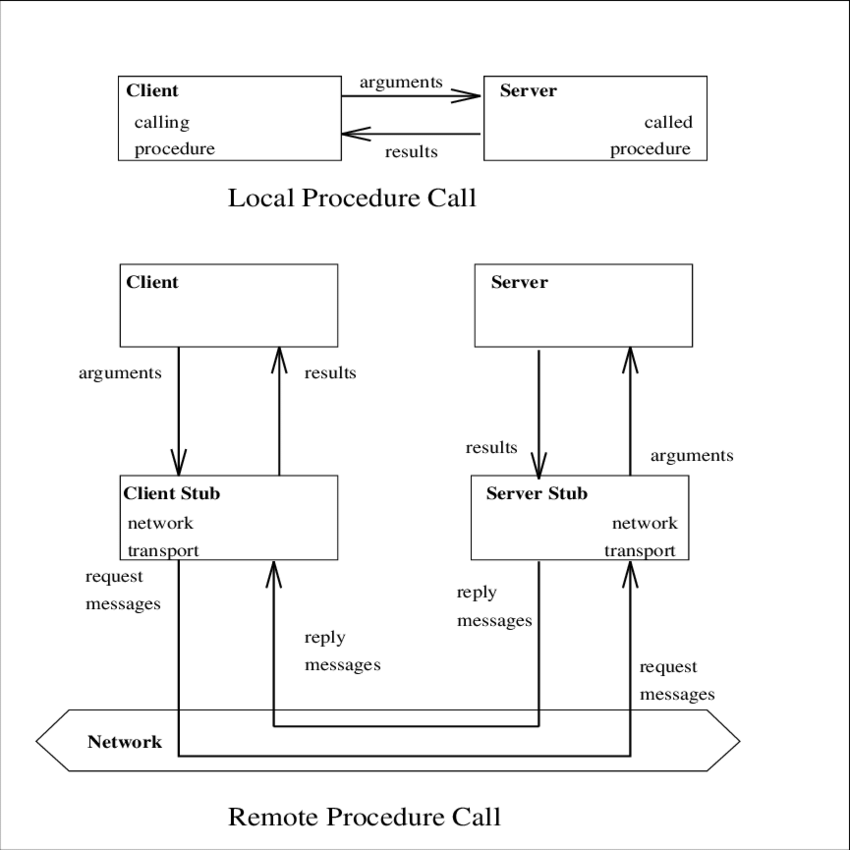 Client
calling
procedure
arguments
results
Server
called
procedure
Local Procedure Call
Client
Server
arguments
results
results
arguments
Client Stub
network
transport
Server Stub
network
transport
request
messages
reply
messages
reply
messages
request
messages
Network
Remote Procedure Call